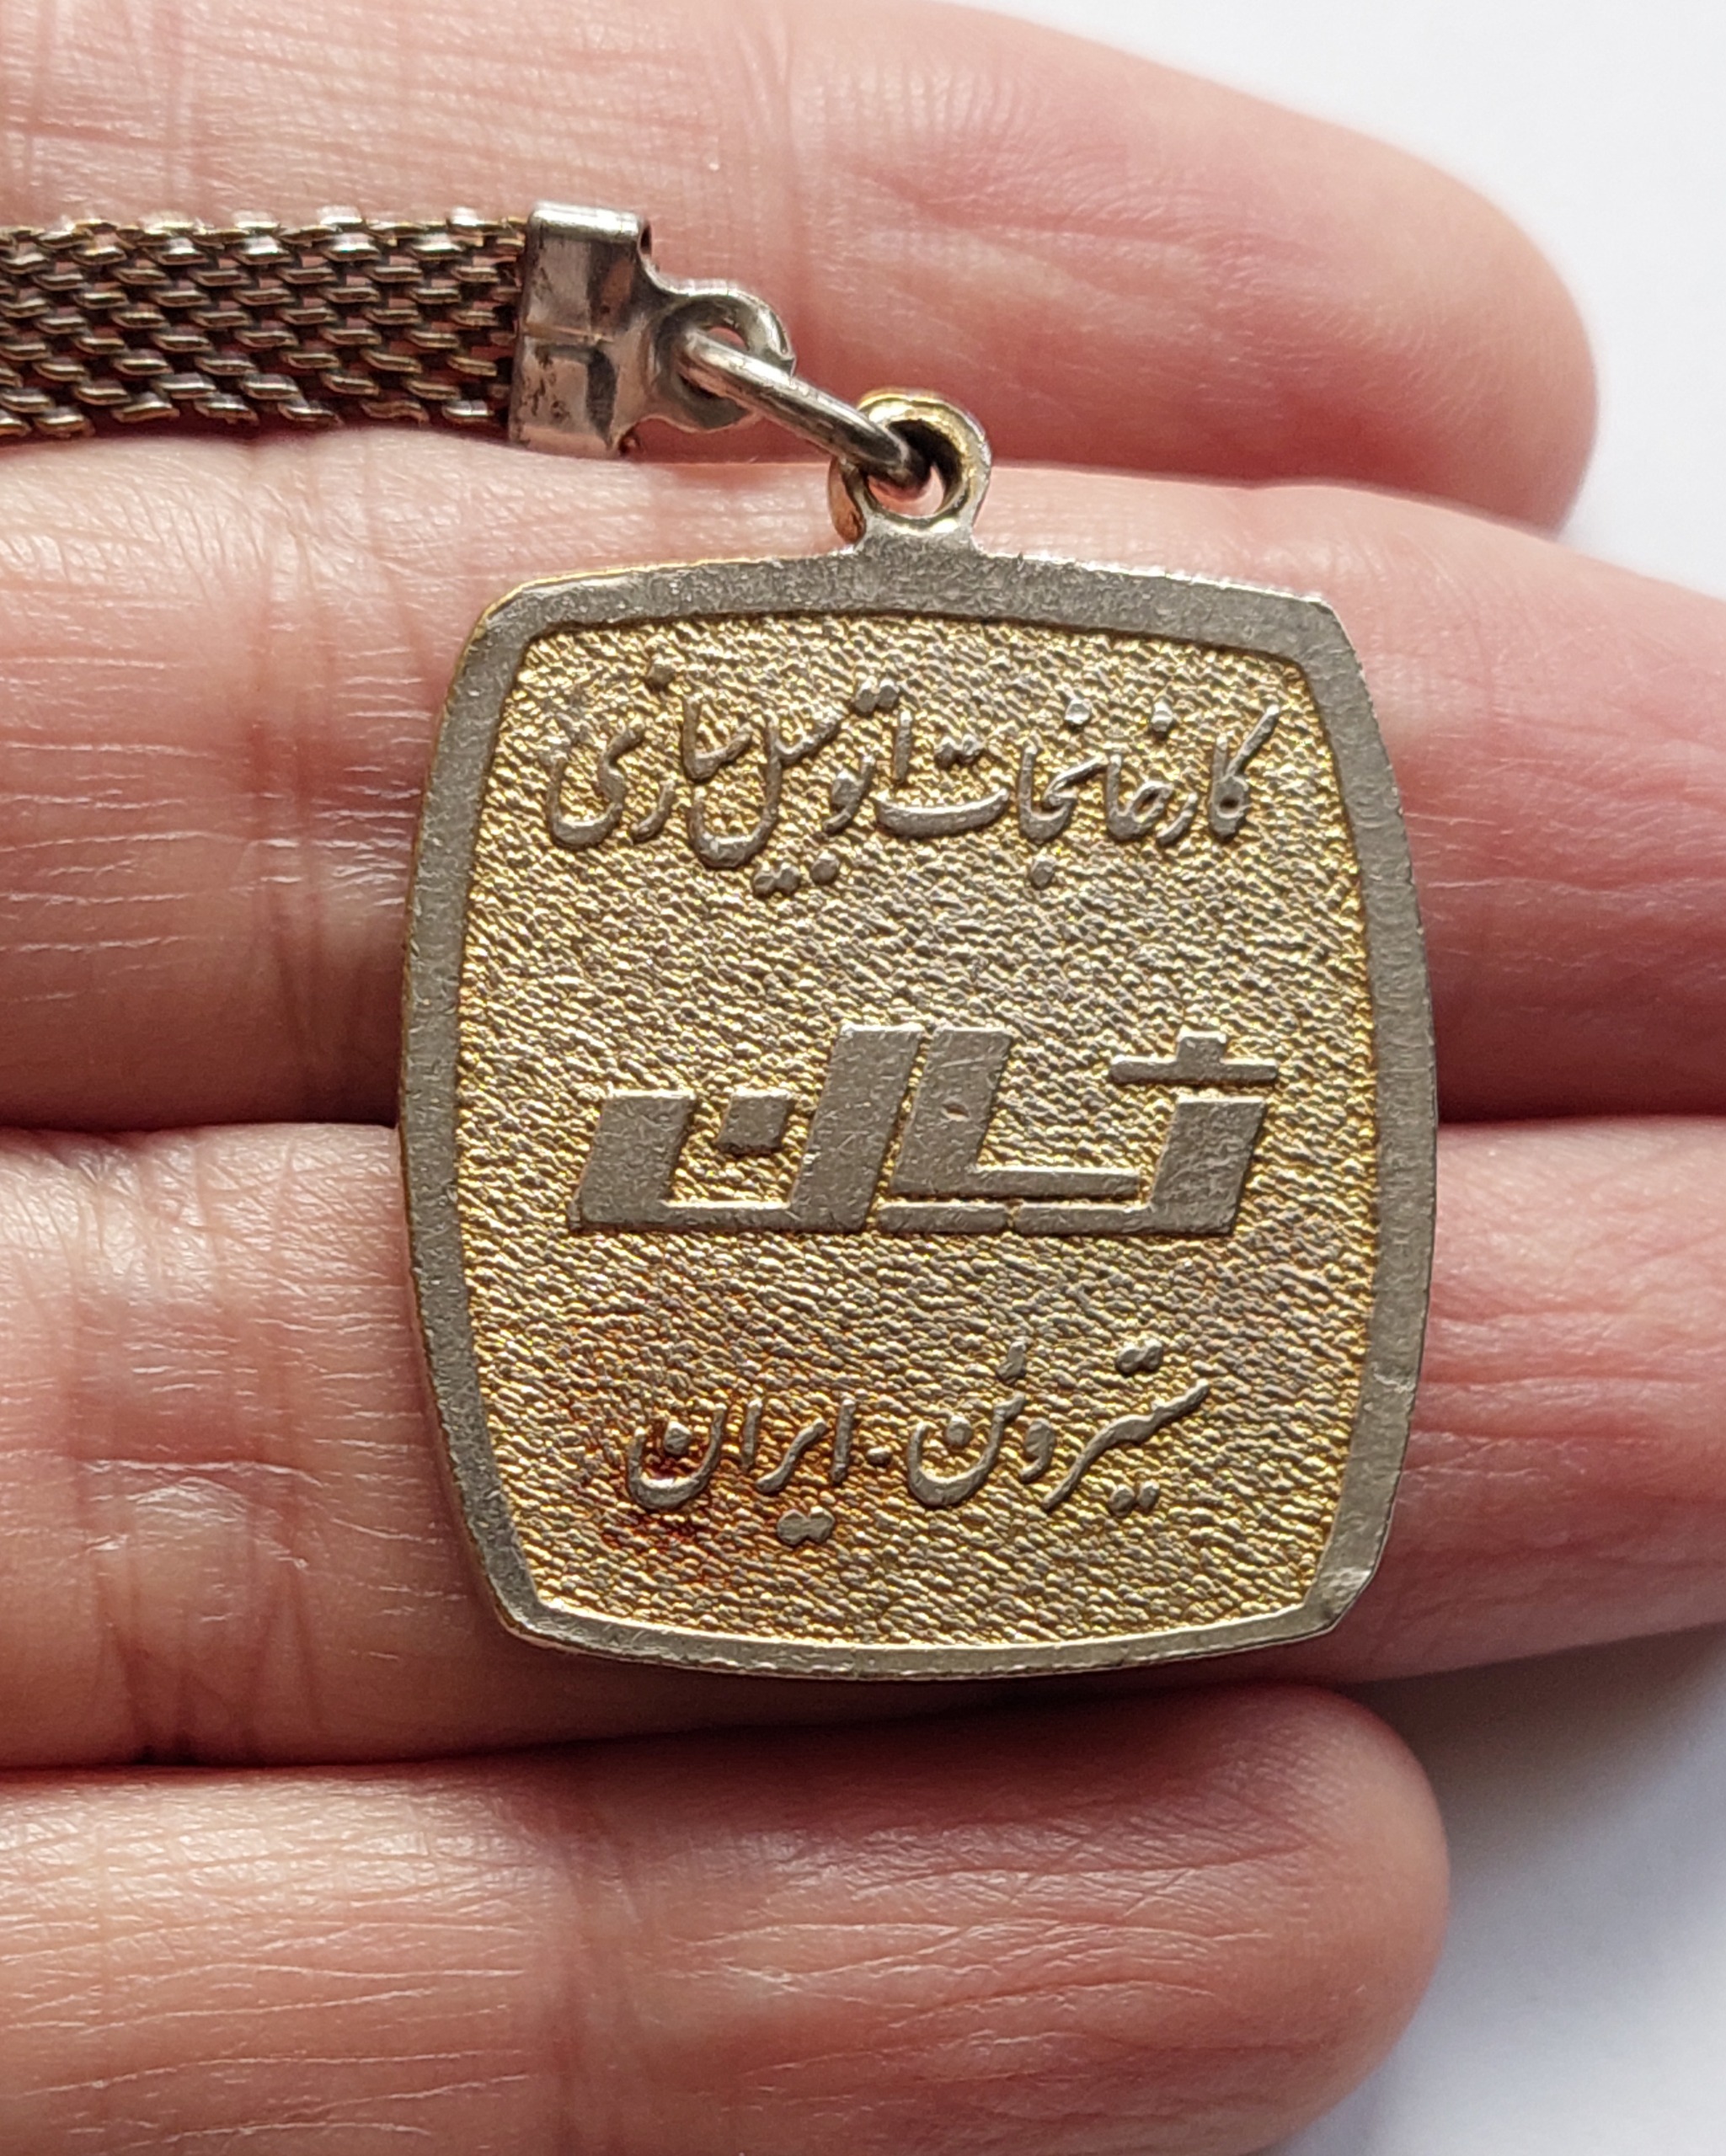 کارخانجات اتومبیل سازی
ژیان
سیتروئن - ایران